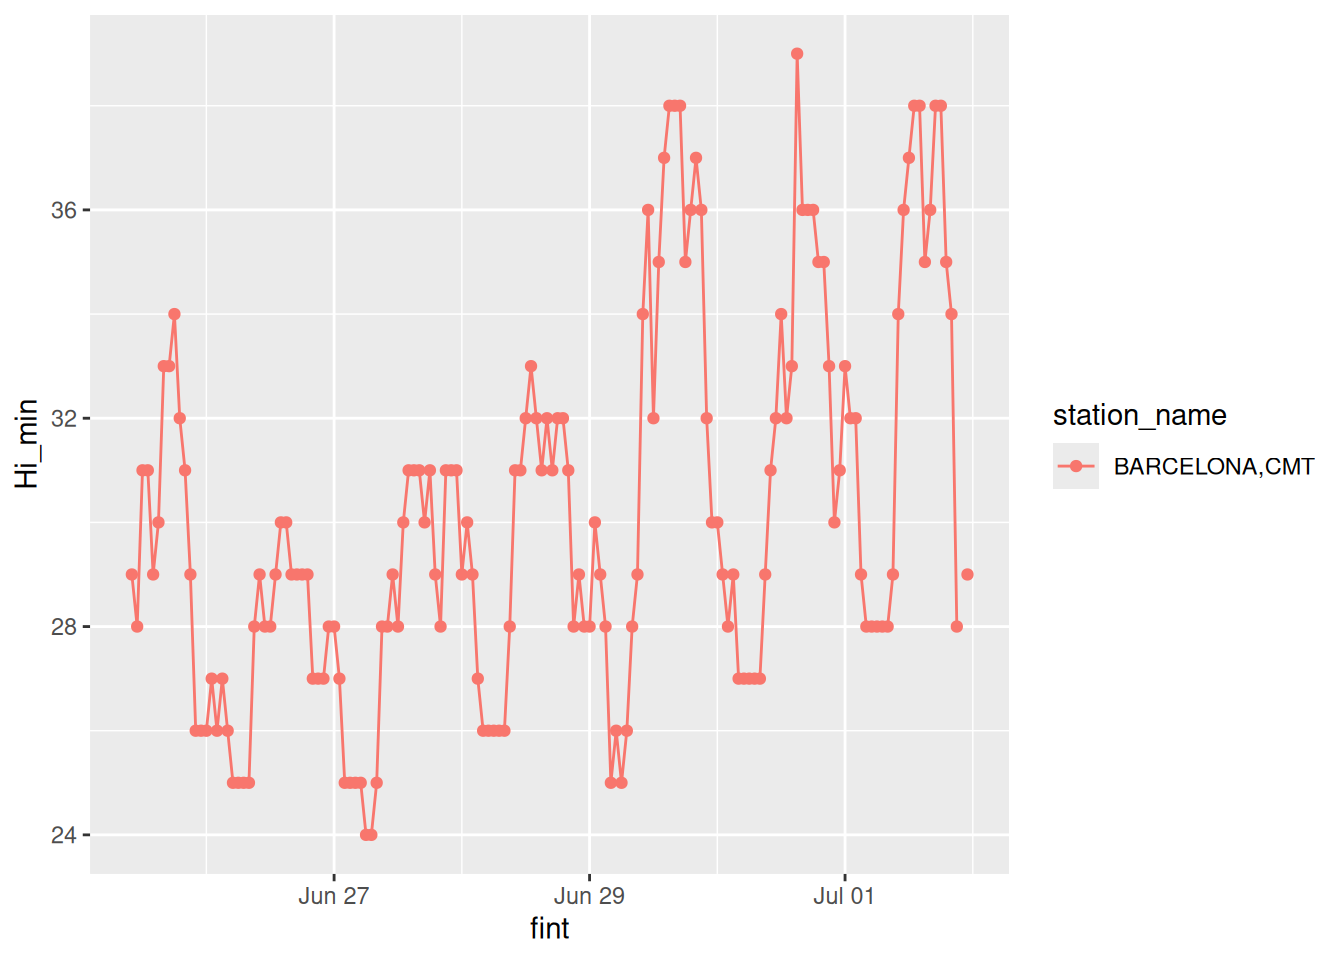 Hi_min
36
32
28
24
Jun 27
Jun 29
Jul 01
fint
station_name
BARCELONA,CMT